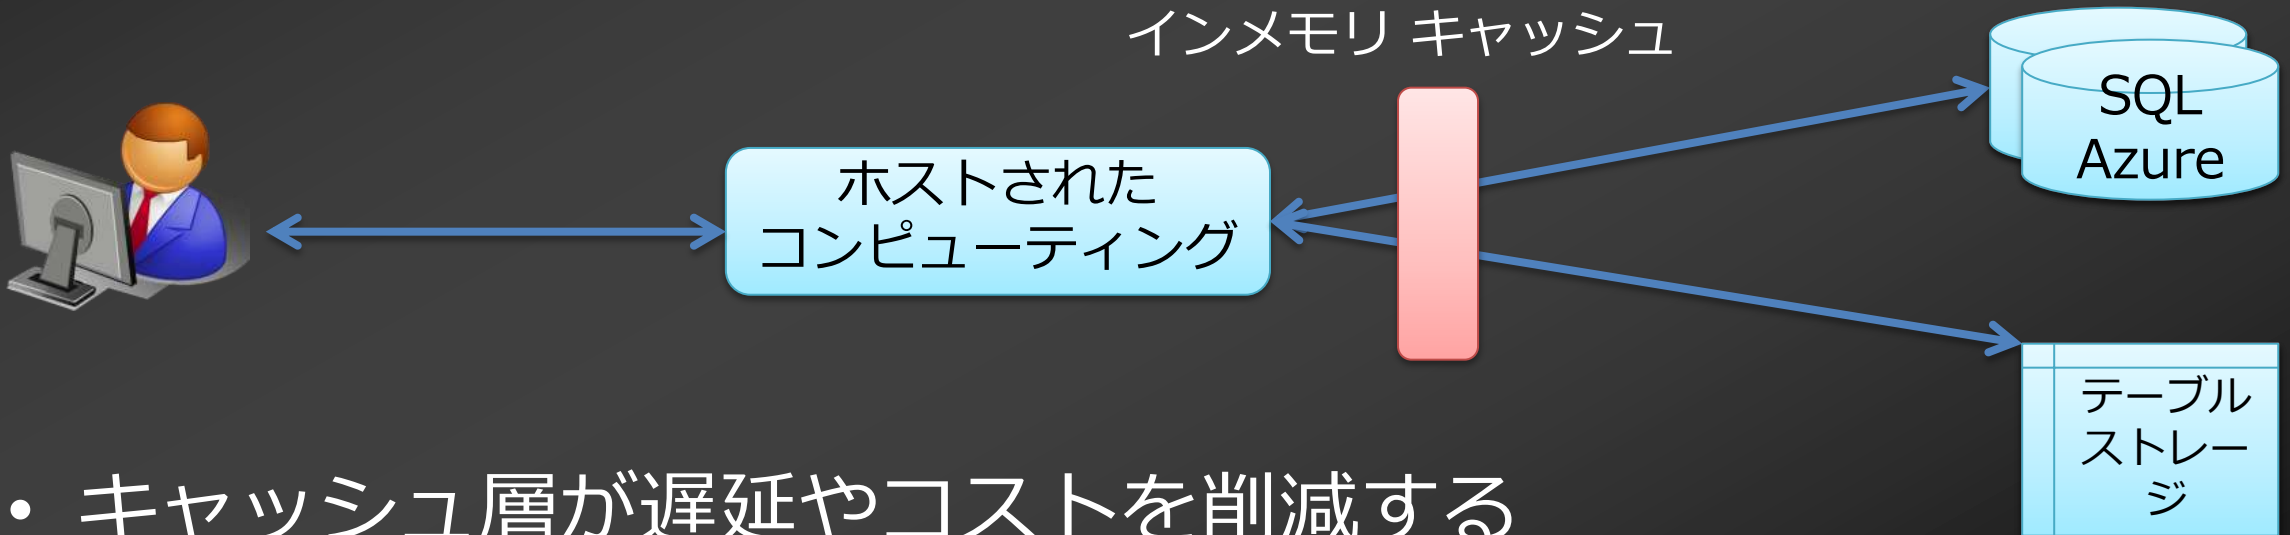 インメモリ キャッシュ
ホストされた
コンピューティング
SQL
Azure
テーブル
ストレー
ジ
• キャッシュ層が遅延やコストを削減する